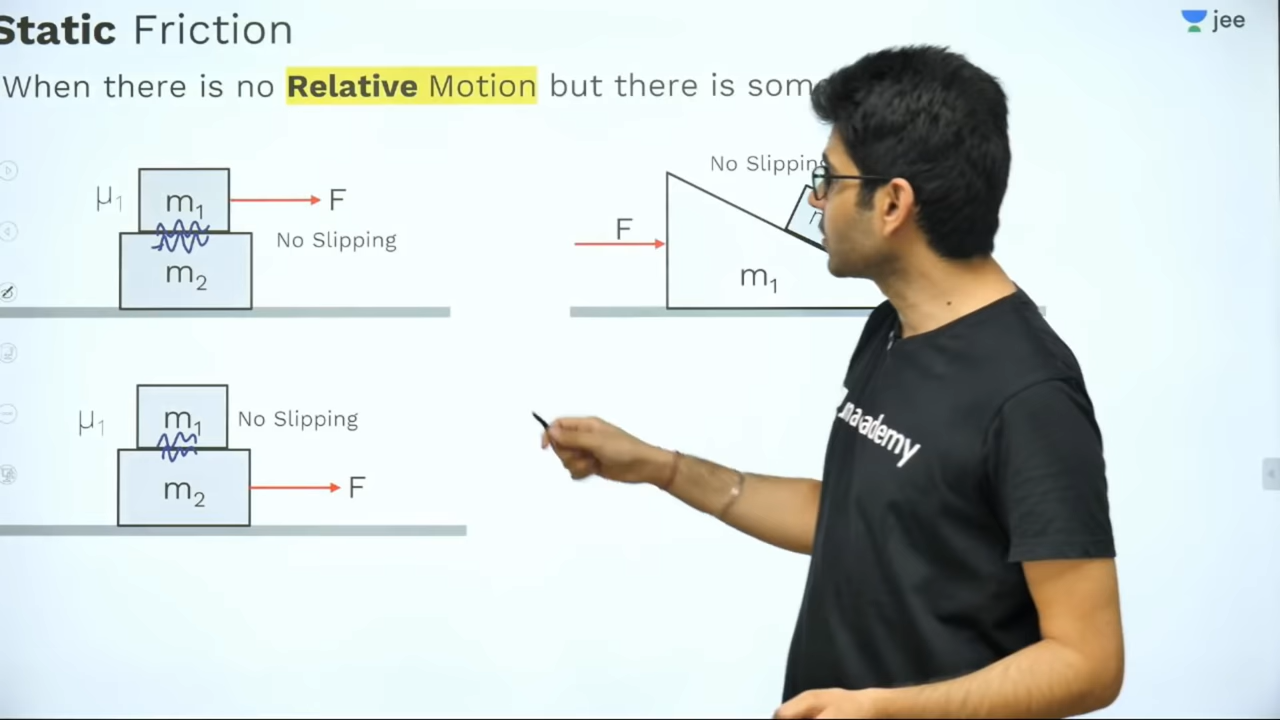 Static Friction
jee
When there is no Relative Motion but there is som
No Slipping
μ₁
m₁
F
No Slipping
m₂
F
m₁
μ₁
m₁
No Slipping
m₂
F